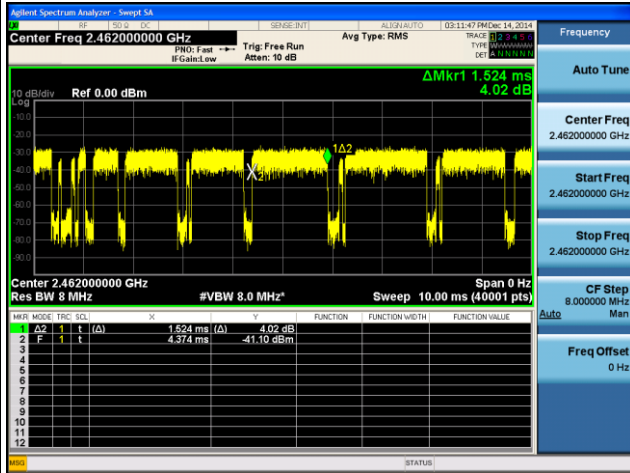 Agilent Spectrum Analyzer - Swept SA
RF 50 Ω DC SENSE:INT ALIGN AUTO 03:11:47 PM Dec 14, 2014
Center Freq 2.462000000 GHz
PNO: Fast
IFGain:Low
Trig: Free Run
Atten: 10 dB
Avg Type: RMS
TRACE 1 2 3 4 5 6
TYPE W
DET A N N N N N
ΔMkr1 1.524 ms
4.02 dB
10 dB/div Ref 0.00 dBm
Log
-10.0
-20.0
-30.0
-40.0
-50.0
-60.0
-70.0
-80.0
-90.0
1Δ2
Center 2.462000000 GHz Span 0 Hz
Res BW 8 MHz #VBW 8.0 MHz* Sweep 10.00 ms (40001 pts)
MKR MODE TRC SCL X Y FUNCTION FUNCTION WIDTH FUNCTION VALUE
1 Δ2 1 t (Δ) 1.524 ms (Δ) 4.02 dB
2 F 1 t 4.374 ms -41.10 dBm
3
4
5
6
7
8
9
10
11
12
MSG STATUS
Frequency
Auto Tune
Center Freq
2.462000000 GHz
Start Freq
2.462000000 GHz
Stop Freq
2.462000000 GHz
CF Step
8.000000 MHz
Auto Man
Freq Offset
0 Hz